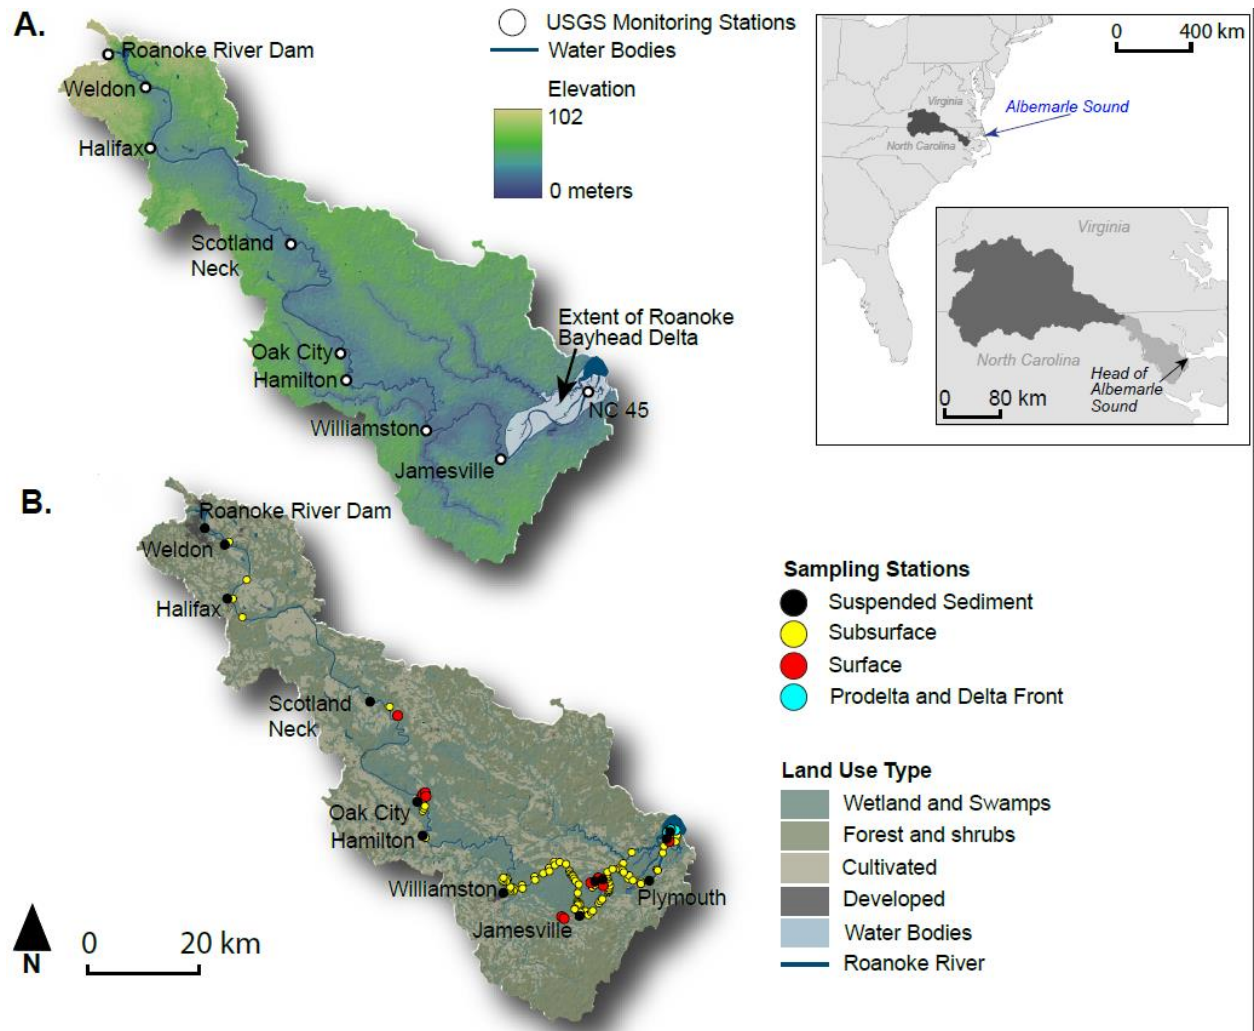 A.
USGS Monitoring Stations
Water Bodies
Elevation
102
0 meters
Roanoke River Dam
Weldon
Halifax
Scotland
Neck
Oak City
Hamilton
Williamston
Jamesville
Extent of Roanoke
Bayhead Delta
NC 45
0 400 km
Virginia
Albemarle Sound
North Carolina
Virginia
North Carolina
Head of
Albemarle
Sound
0 80 km
B.
Roanoke River Dam
Weldon
Halifax
Scotland
Neck
Oak City
Hamilton
Williamston
Jamesville
Plymouth
N
0 20 km
Sampling Stations
Suspended Sediment
Subsurface
Surface
Prodelta and Delta Front
Land Use Type
Wetland and Swamps
Forest and shrubs
Cultivated
Developed
Water Bodies
Roanoke River